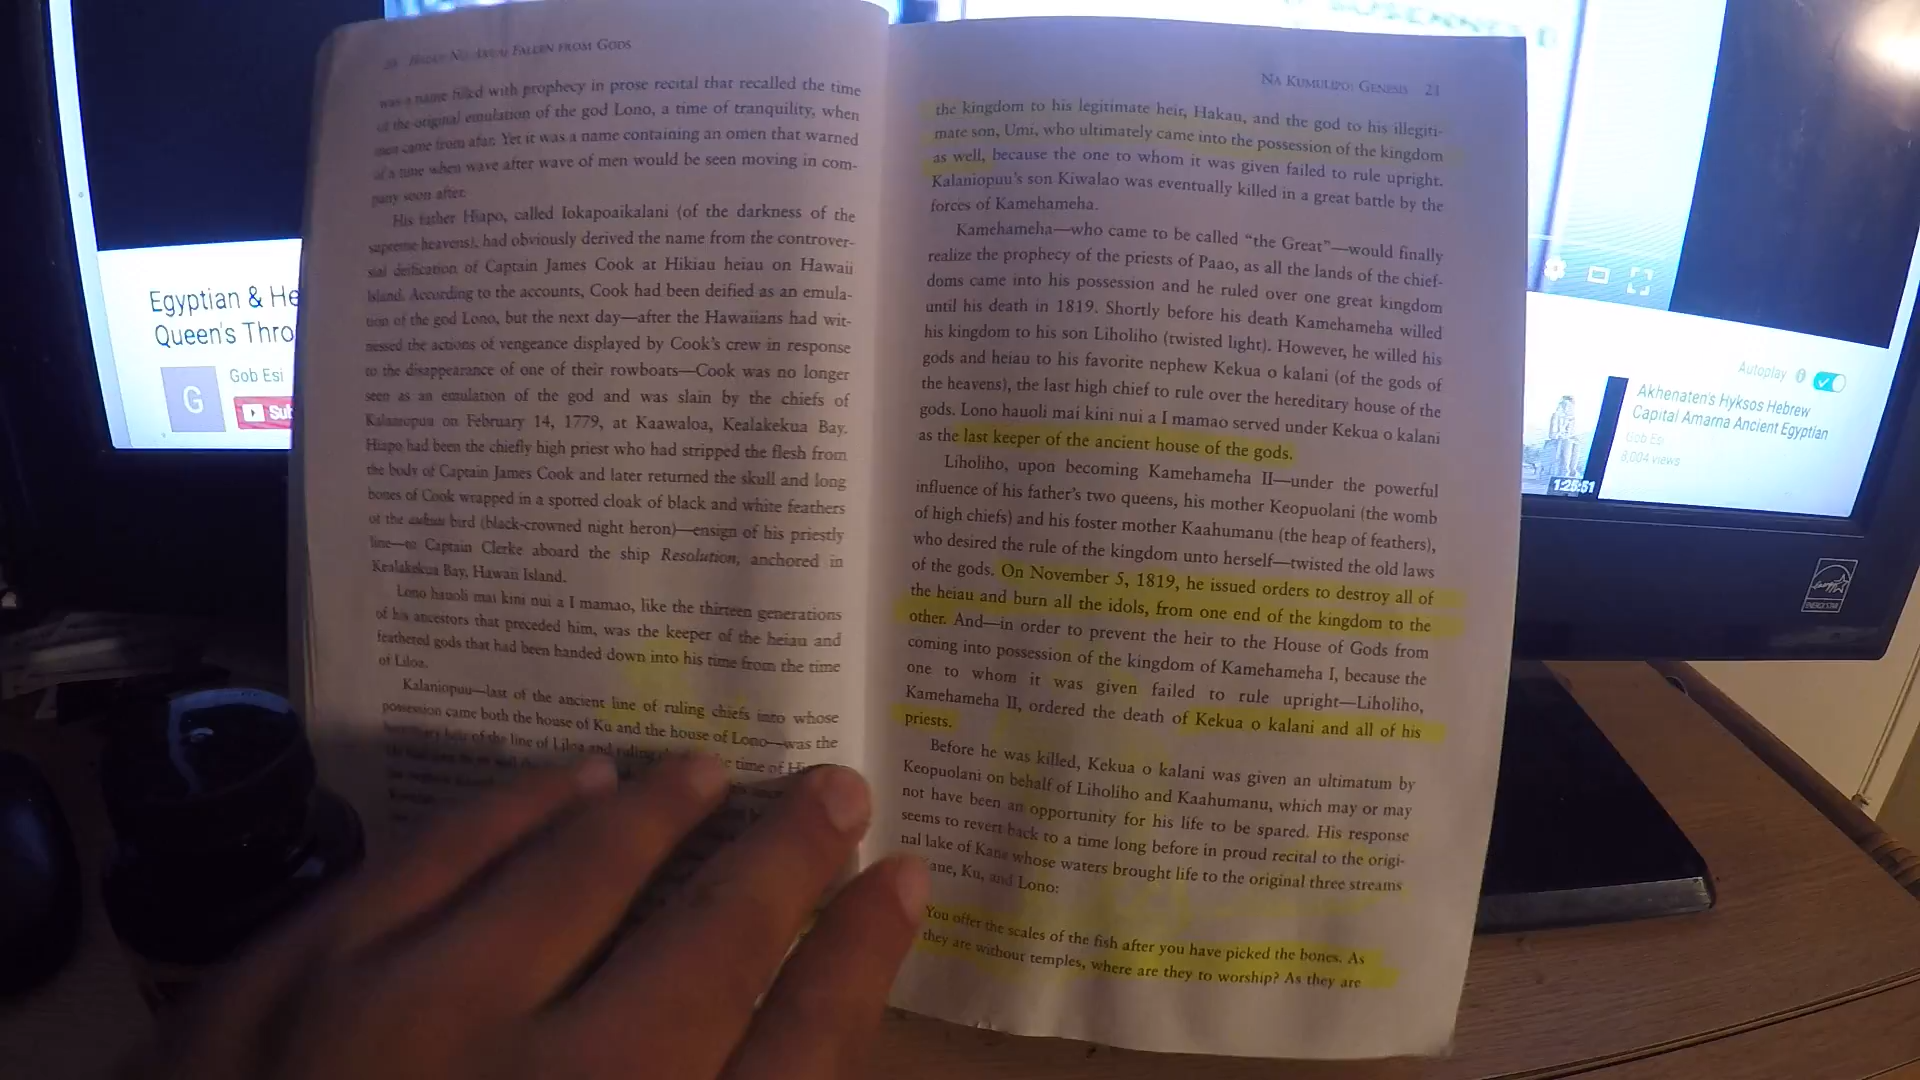 FALLEN FROM GODS
was a name filled with prophecy in prose recital that recalled the time
of the original emulation of the god Lono, a time of tranquility, when
men came from afar. Yet it was a name containing an omen that warned
of a time when wave after wave of men would be seen moving in com-
pany soon after.
His father Hiapo, called Iokapoaikalani (of the darkness of the
supreme heavens), had obviously derived the name from the controver-
sial deification of Captain James Cook at Hikiau heiau on Hawaii
Island. According to the accounts, Cook had been deified as an emula-
tion of the god Lono, but the next day—after the Hawaiians had wit-
nessed the actions of vengeance displayed by Cook's crew in response
to the disappearance of one of their rowboats—Cook was no longer
seen as an emulation of the god and was slain by the chiefs of
Kalaniopuu on February 14, 1779, at Kaawaloa, Kealakekua Bay.
Hiapo had been the chiefly high priest who had stripped the flesh from
the body of Captain James Cook and later returned the skull and long
bones of Cook wrapped in a spotted cloak of black and white feathers
of the bird (black-crowned night heron)—ensign of his priestly
line—to Captain Clerke aboard the ship Resolution, anchored in
Kealakekua Bay, Hawaii Island.
Lono hauoli mai kini nui a I mamao, like the thirteen generations
of his ancestors that preceded him, was the keeper of the heiau and
feathered gods that had been handed down into his time from the time
of Liloa.
Kalaniopuu—last of the ancient line of ruling chiefs into whose
possession came both the house of Ku and the house of Lono—was the
heir of the line of Liloa and ruling time of
NA KUMULIPO: GENESIS 21
the kingdom to his legitimate heir, Hakau, and the god to his illegiti-
mate son, Umi, who ultimately came into the possession of the kingdom
as well, because the one to whom it was given failed to rule upright.
Kalaniopuu's son Kiwalao was eventually killed in a great battle by the
forces of Kamehameha.
Kamehameha—who came to be called "the Great"—would finally
realize the prophecy of the priests of Paao, as all the lands of the chief-
doms came into his possession and he ruled over one great kingdom
until his death in 1819. Shortly before his death Kamehameha willed
his kingdom to his son Liholiho (twisted light). However, he willed his
gods and heiau to his favorite nephew Kekua o kalani (of the gods of
the heavens), the last high chief to rule over the hereditary house of the
gods. Lono hauoli mai kini nui a I mamao served under Kekua o kalani
as the last keeper of the ancient house of the gods.
Liholiho, upon becoming Kamehameha II—under the powerful
influence of his father's two queens, his mother Keopuolani (the womb
of high chiefs) and his foster mother Kaahumanu (the heap of feathers),
who desired the rule of the kingdom unto herself—twisted the old laws
of the gods. On November 5, 1819, he issued orders to destroy all of
the heiau and burn all the idols, from one end of the kingdom to the
other. And—in order to prevent the heir to the House of Gods from
coming into possession of the kingdom of Kamehameha I, because the
one to whom it was given failed to rule upright—Liholiho,
Kamehameha II, ordered the death of Kekua o kalani and all of his
priests.
Before he was killed, Kekua o kalani was given an ultimatum by
Keopuolani on behalf of Liholiho and Kaahumanu, which may or may
not have been an opportunity for his life to be spared. His response
seems to revert back to a time long before in proud recital to the origi-
nal lake of Kane whose waters brought life to the original three streams
Kane, Ku, and Lono:
You offer the scales of the fish after you have picked the bones. As
they are without temples, where are they to worship? As they are
Egyptian & He
Queen's Thro
G
Gob Esi
Sub
Autoplay
Akhenaten's Hyksos Hebrew
Capital Amarna Ancient Egyptian
Gob Esi
8,004 views
1:25:51
ENERGY STAR